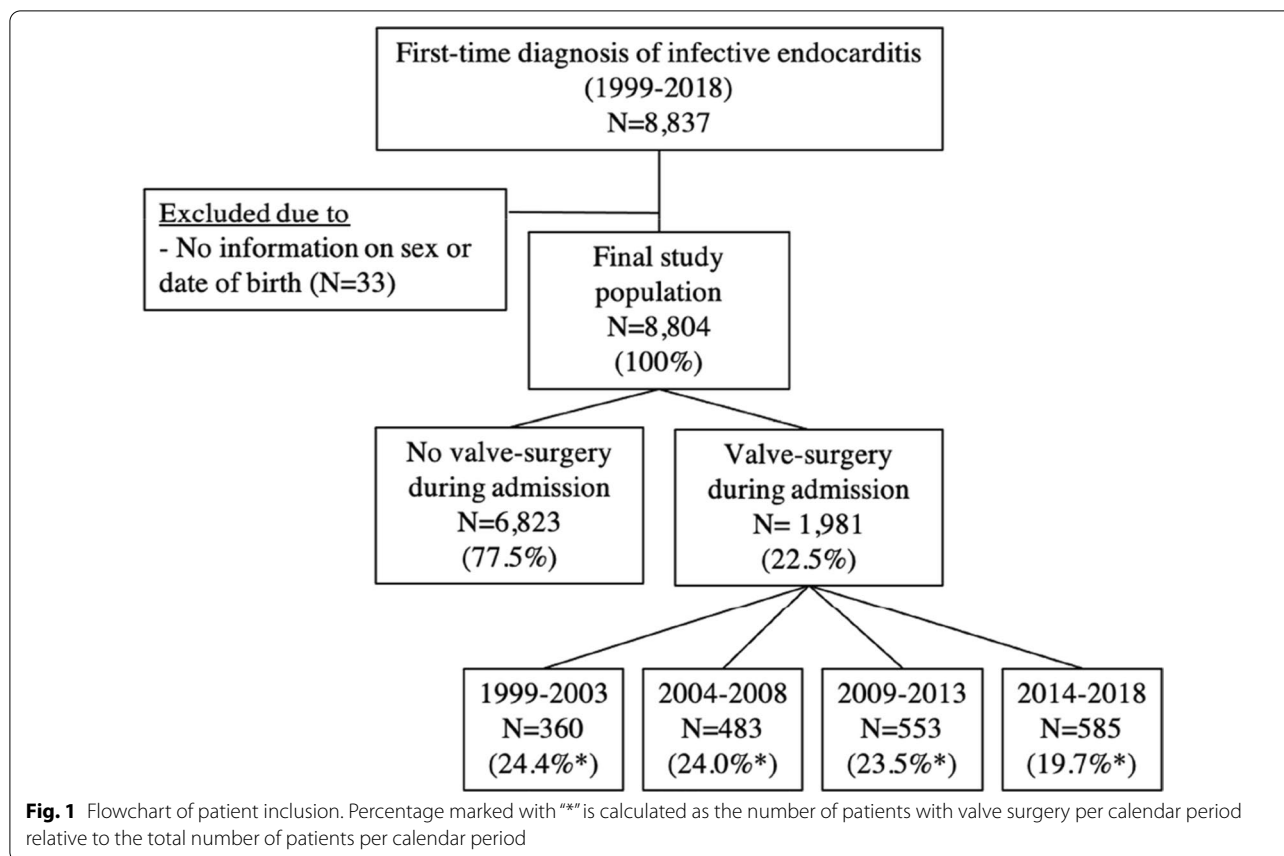 First-time diagnosis of infective endocarditis
(1999-2018)
N=8,837
Excluded due to
- No information on sex or
date of birth (N=33)
Final study
population
N=8,804
(100%)
No valve-surgery
during admission
N=6,823
(77.5%)
Valve-surgery
during admission
N= 1,981
(22.5%)
1999-2003
N=360
(24.4%*)
2004-2008
N=483
(24.0%*)
2009-2013
N=553
(23.5%*)
2014-2018
N=585
(19.7%*)
Fig. 1 Flowchart of patient inclusion. Percentage marked with “*” is calculated as the number of patients with valve surgery per calendar period
relative to the total number of patients per calendar period